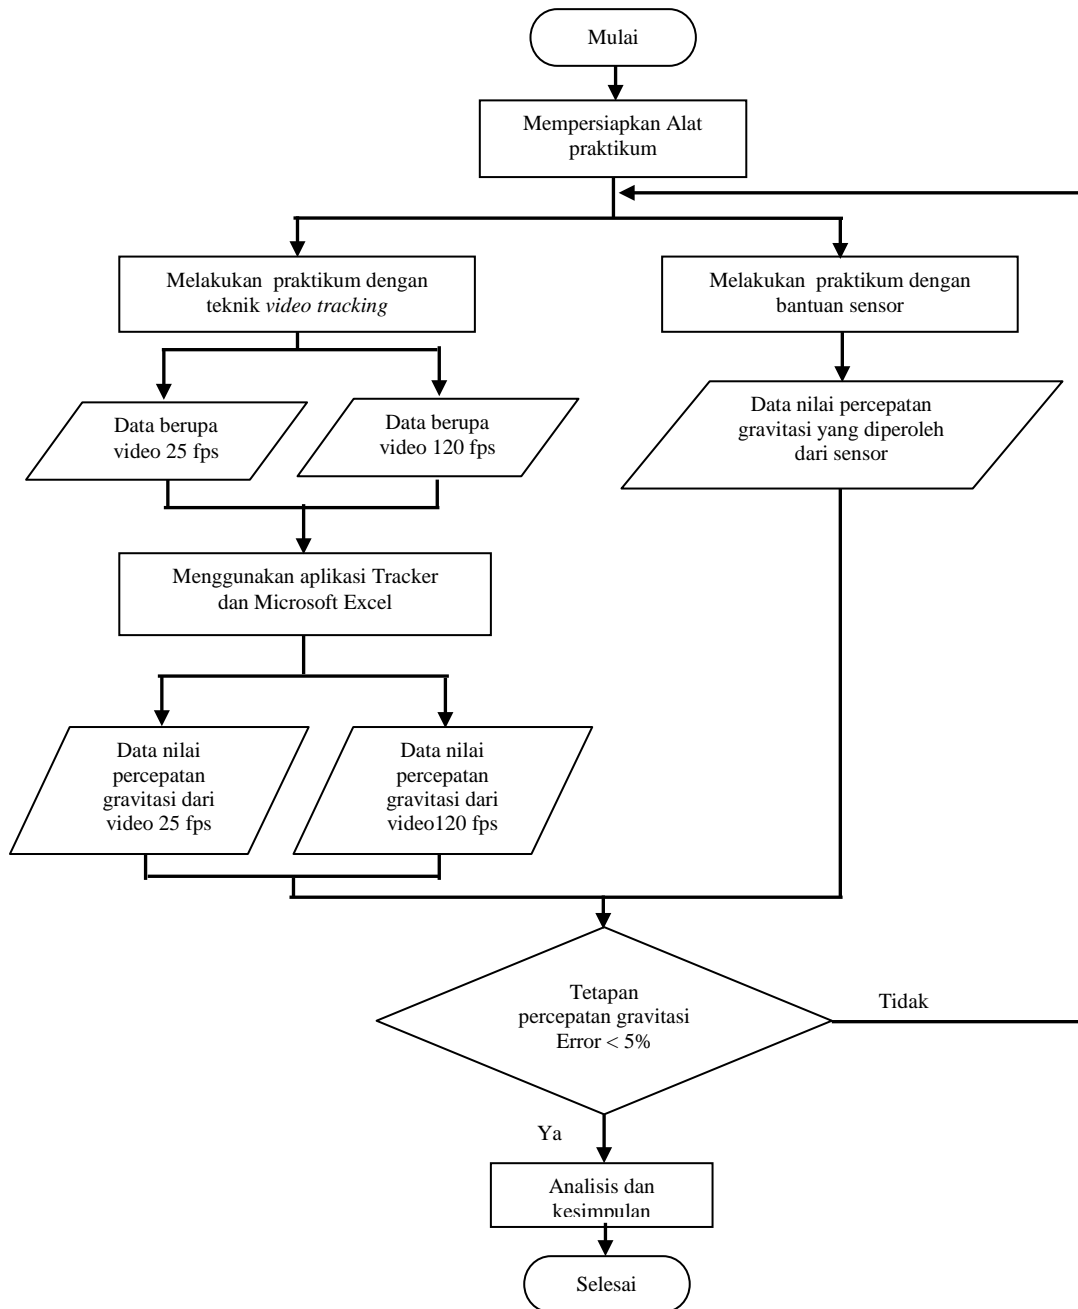 Mulai
Mempersiapkan Alat
praktikum
Melakukan praktikum dengan
teknik video tracking
Melakukan praktikum dengan
bantuan sensor
Data berupa
video 25 fps
Data berupa
video 120 fps
Data nilai percepatan
gravitasi yang diperoleh
dari sensor
Menggunakan aplikasi Tracker
dan Microsoft Excel
Data nilai
percepatan
gravitasi dari
video 25 fps
Data nilai
percepatan
gravitasi dari
video120 fps
Tetapan
percepatan gravitasi
Error < 5%
Tidak
Ya
Analisis dan
kesimpulan
Selesai